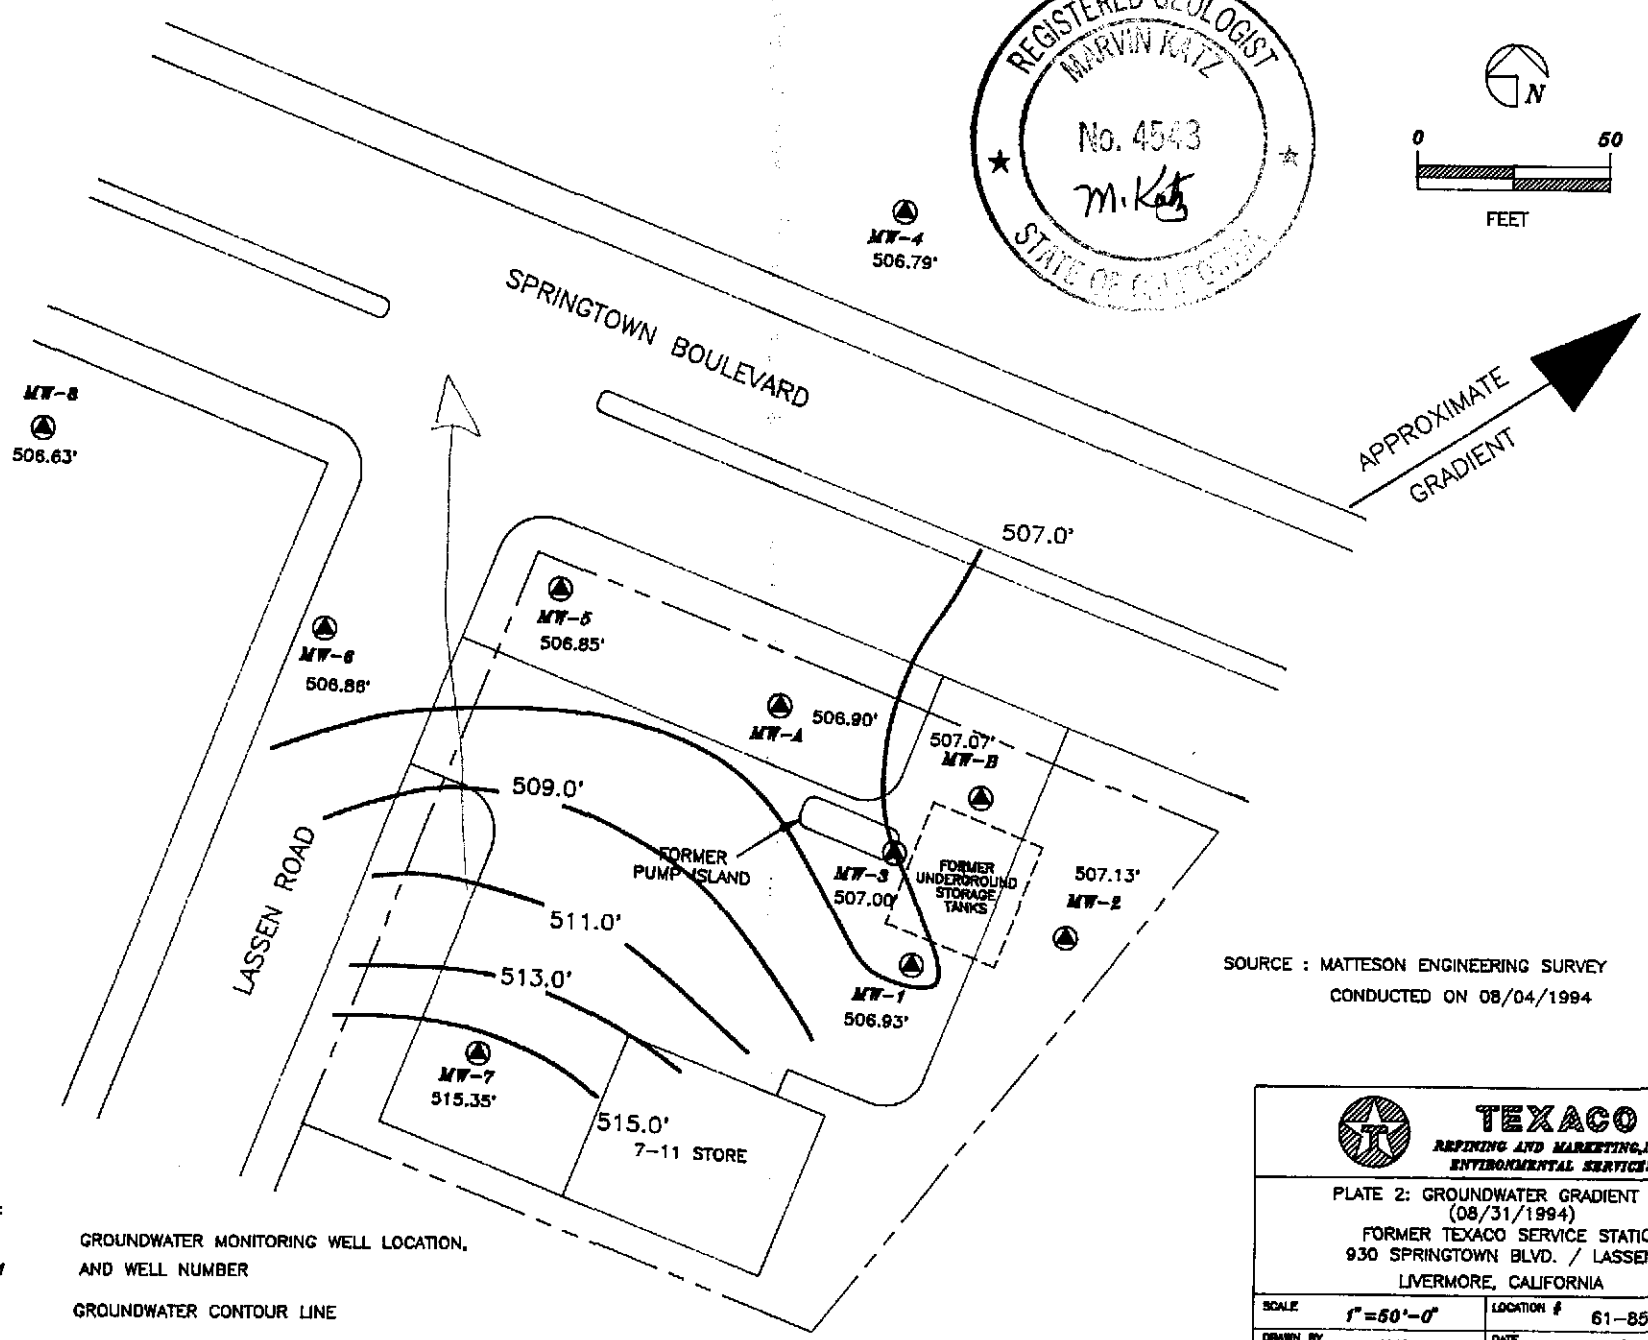 REGISTERED GEOLOGIST
MARVIN KATZ
No. 4543
M. Katz
STATE OF CALIFORNIA
N
0 50
FEET
MW-4
506.79'
SPRINGTOWN BOULEVARD
APPROXIMATE
GRADIENT
MW-8
506.63'
507.0'
MW-5
506.85'
MW-6
506.86'
506.90'
MW-A
507.07'
MW-B
509.0'
FORMER
PUMP ISLAND
MW-3
507.00'
FORMER
UNDERGROUND
STORAGE
TANKS
507.13'
MW-2
LASSEN ROAD
511.0'
513.0'
MW-1
506.93'
MW-7
515.35'
515.0'
7-11 STORE
SOURCE : MATTESON ENGINEERING SURVEY
CONDUCTED ON 08/04/1994
GROUNDWATER MONITORING WELL LOCATION,
AND WELL NUMBER
GROUNDWATER CONTOUR LINE
T
TEXACO
REFINING AND MARKETING,
ENVIRONMENTAL SERVICE
PLATE 2: GROUNDWATER GRADIENT
(08/31/1994)
FORMER TEXACO SERVICE STATIO
930 SPRINGTOWN BLVD. / LASSE
LIVERMORE, CALIFORNIA
SCALE 1"=50'-0" LOCATION # 61-85
DRAWN BY DATE